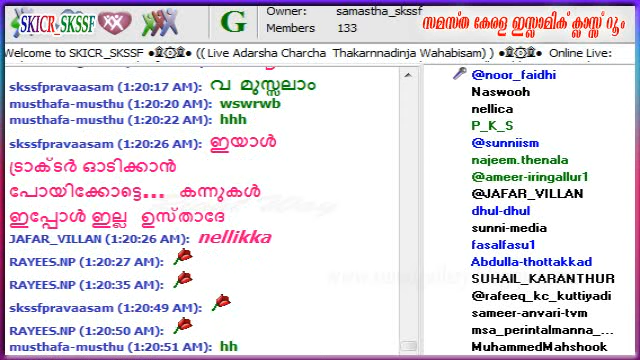 SKICR_SKSSF
G
Owner: samastha_skssf
Members 133
സമസ്ത കേരള ഇസ്ലാമിക് ക്ലാസ്സ് റൂം
Welcome to SKICR_SKSSF ●۩۞۩● (( Live Adarsha Charcha Thakarnnadinja Wahabisam)) ●۩۞۩● Online Live:
skssfpravaasam (1:20:17 AM): വ മുസ്സലാം
musthafa-musthu (1:20:20 AM): wswrwb
musthafa-musthu (1:20:22 AM): hhh
skssfpravaasam (1:20:26 AM): ഇയാൾ
ട്രാക്ടർ ഓടിക്കാൻ
പോയിക്കോട്ടെ... കന്നുകൾ
ഇപ്പോൾ ഇല്ല ഉസ്താദേ
JAFAR_VILLAN (1:20:26 AM): nellikka
RAYEES.NP (1:20:27 AM):
RAYEES.NP (1:20:35 AM):
skssfpravaasam (1:20:49 AM):
RAYEES.NP (1:20:50 AM):
musthafa-musthu (1:20:51 AM): hh
@noor_faidhi
Naswooh
nellica
P_K_S
@sunniism
najeem.thenala
@ameer-iringallur1
@JAFAR_VILLAN
dhul-dhul
sunni-media
fasalfasu1
Abdulla-thottakkad
SUHAIL_KARANTHUR
@rafeeq_kc_kuttiyadi
sameer-anvari-tvm
msa_perintalmanna_...
MuhammedMahshook